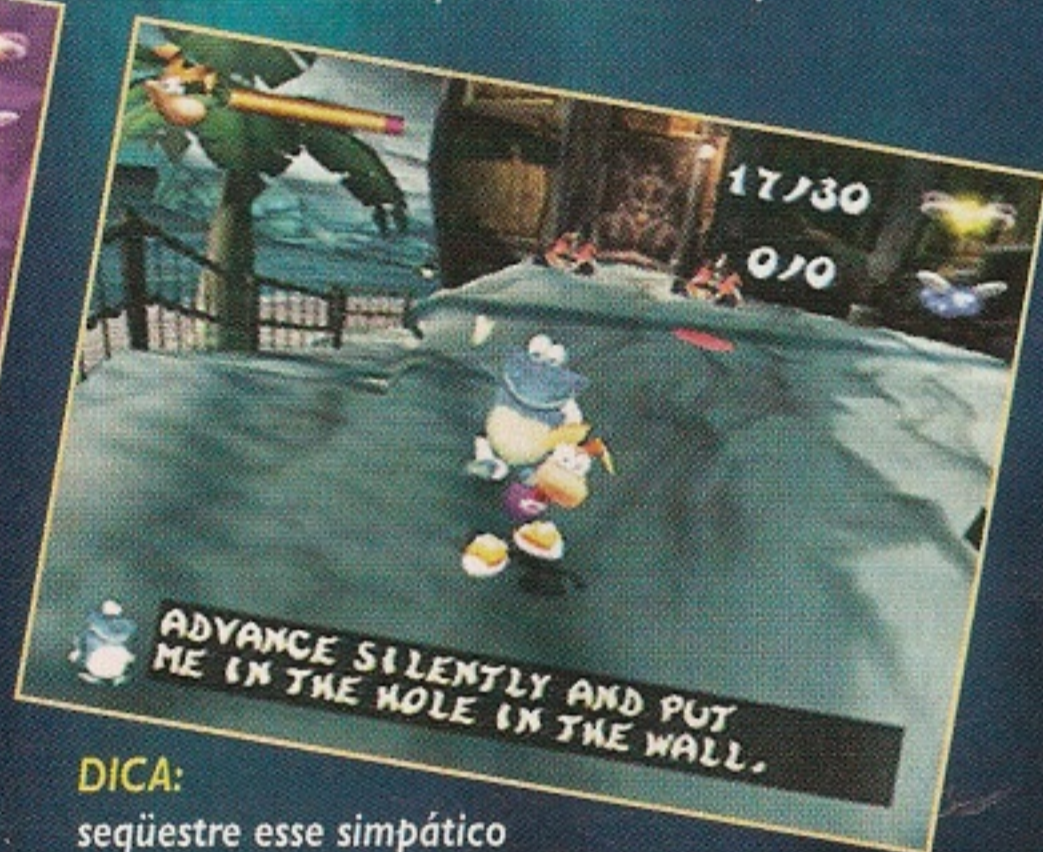 17/30
0/0
ADVANCE SILENTLY AND PUT
ME IN THE HOLE IN THE WALL.
DICA:
seqüestre esse simpático